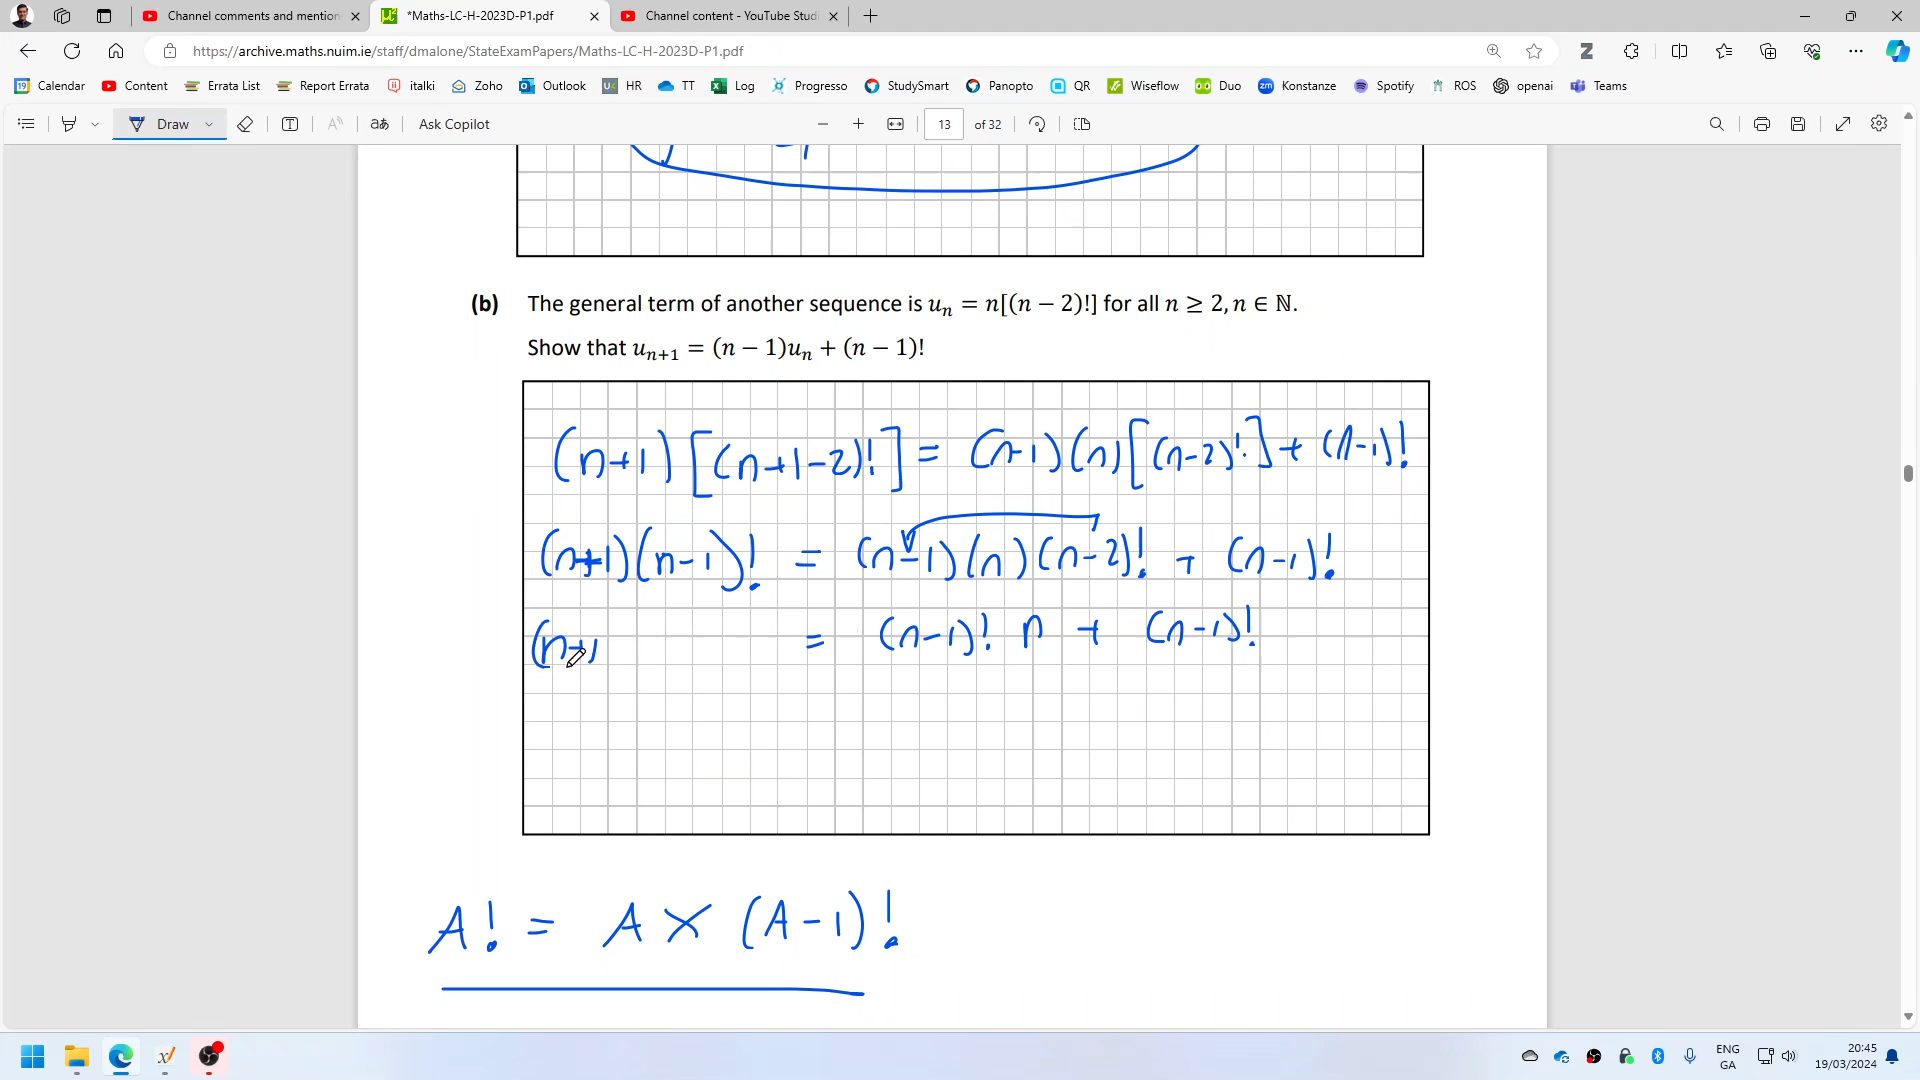 Channel comments and mention
*Maths-LC-H-2023D-P1.pdf
Channel content - YouTube Studi
https://archive.maths.nuim.ie/staff/dmalone/StateExamPapers/Maths-LC-H-2023D-P1.pdf
Calendar Content Errata List Report Errata italki Zoho Outlook HR TT Log Progresso StudySmart Panopto QR Wiseflow Duo Konstanze Spotify ROS openai Teams
Draw Ask Copilot 13 of 32
(b) The general term of another sequence is uₙ = n[(n − 2)!] for all n ≥ 2, n ∈ ℕ.
Show that uₙ₊₁ = (n − 1)uₙ + (n − 1)!
(n+1)[(n+1-2)!] = (n-1)(n)[(n-2)!] + (n-1)!
(n+1)(n-1)! = (n-1)(n)(n-2)! + (n-1)!
(n+1 = (n-1)! n + (n-1)!
A! = A × (A-1)!
ENG
GA
20:45
19/03/2024